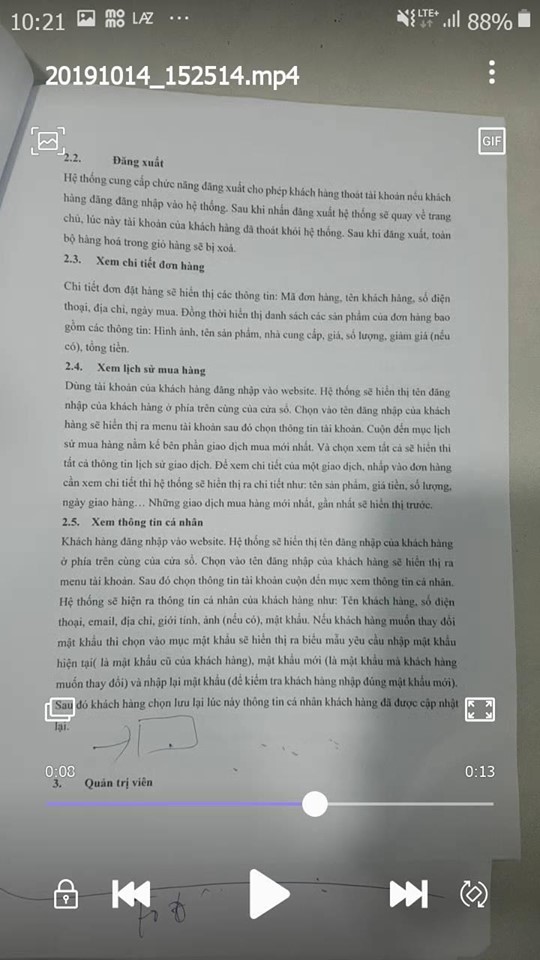 10:21 momo LAZ ... LTE+ 88%
20191014_152514.mp4
GIF
2.2. Đăng xuất
Hệ thống cung cấp chức năng đăng xuất cho phép khách hàng thoát tài khoản nếu khách
hàng đăng đăng nhập vào hệ thống. Sau khi nhấn đăng xuất hệ thống sẽ quay về trang
chủ, lúc này tài khoản của khách hàng đã thoát khỏi hệ thống. Sau khi đăng xuất, toàn
bộ hàng hoá trong giỏ hàng sẽ bị xoá.
2.3. Xem chi tiết đơn hàng
Chi tiết đơn đặt hàng sẽ hiển thị các thông tin: Mã đơn hàng, tên khách hàng, số điện
thoại, địa chỉ, ngày mua. Đồng thời hiển thị danh sách các sản phẩm của đơn hàng bao
gồm các thông tin: Hình ảnh, tên sản phẩm, nhà cung cấp, giá, số lượng, giảm giá (nếu
có), tổng tiền.
2.4. Xem lịch sử mua hàng
Dùng tài khoản của khách hàng đăng nhập vào website. Hệ thống sẽ hiển thị tên đăng
nhập của khách hàng ở phía trên cùng của cửa sổ. Chọn vào tên đăng nhập của khách
hàng sẽ hiển thị ra menu tài khoản sau đó chọn thông tin tài khoản. Cuộn đến mục lịch
sử mua hàng nằm kế bên phần giao dịch mua mới nhất. Và chọn xem tất cả sẽ hiển thi
tất cả thông tin lịch sử giao dịch. Để xem chi tiết của một giao dịch, nhấp vào đơn hàng
cần xem chi tiết thì hệ thống sẽ hiển thị ra chi tiết như: tên sản phẩm, giá tiền, số lượng,
ngày giao hàng… Những giao dịch mua hàng mới nhất, gần nhất sẽ hiển thị trước.
2.5. Xem thông tin cá nhân
Khách hàng đăng nhập vào website. Hệ thống sẽ hiển thị tên đăng nhập của khách hàng
ở phía trên cùng của cửa sổ. Chọn vào tên đăng nhập của khách hàng sẽ hiển thị ra
menu tài khoản. Sau đó chọn thông tin tài khoản cuộn đến mục xem thông tin cá nhân.
Hệ thống sẽ hiện ra thông tin cá nhân của khách hàng như: Tên khách hàng, số điện
thoại, email, địa chỉ, giới tính, ảnh (nếu có), mật khẩu. Nếu khách hàng muốn thay đổi
mật khẩu thì chọn vào mục mật khẩu sẽ hiển thị ra biểu mẫu yêu cầu nhập mật khẩu
hiện tại( là mật khẩu cũ của khách hàng), mật khẩu mới (là mật khẩu mà khách hàng
muốn thay đổi) và nhập lại mật khẩu (để kiểm tra khách hàng nhập đúng mật khẩu mới).
Sau đó khách hàng chọn lưu lại lúc này thông tin cá nhân khách hàng đã được cập nhật
lại.
0:08 0:13
3. Quản trị viên